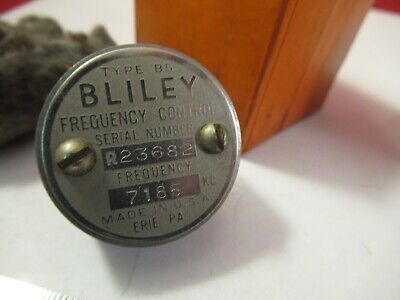 TYPE B5
BLILEY
FREQUENCY CONTROL
SERIAL NUMBER
R23682
FREQUENCY
7185 KC
MADE IN U.S.A.
ERIE PA